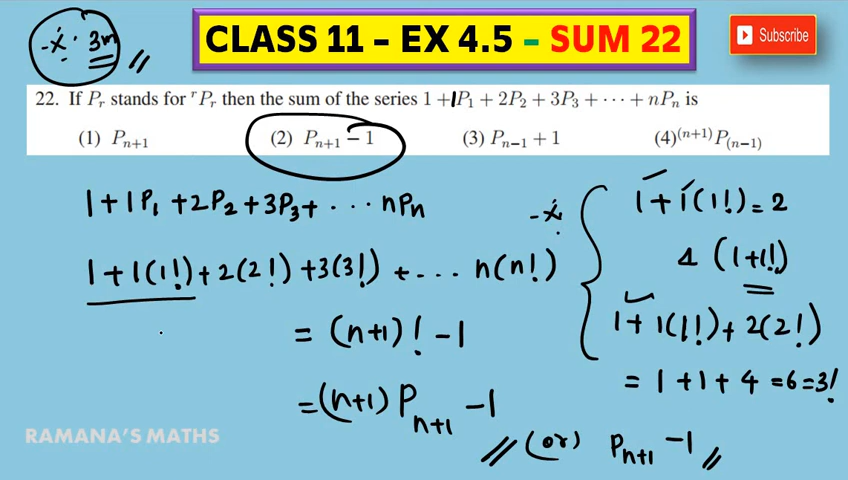 -x. 3m //
CLASS 11 – EX 4.5 – SUM 22
Subscribe
22. If Pᵣ stands for ʳPᵣ then the sum of the series 1 + 1P₁ + 2P₂ + 3P₃ + ⋯ + nPₙ is
(1) Pₙ₊₁ (2) Pₙ₊₁ − 1 (3) Pₙ₋₁ + 1 (4) ⁽ⁿ⁺¹⁾P₍ₙ₋₁₎
1+1P₁ +2P₂+3P₃+ ⋯ nPₙ
1+1(1!)+2(2!)+3(3!) + ... n(n!)
= (n+1)! -1
=(n+1) Pₙ₊₁ -1
// (or) Pₙ₊₁ -1 //
1+1(1!)=2
(1+1!)
1+1(1!)+2(2!)
= 1+1+4 =6=3!
RAMANA'S MATHS